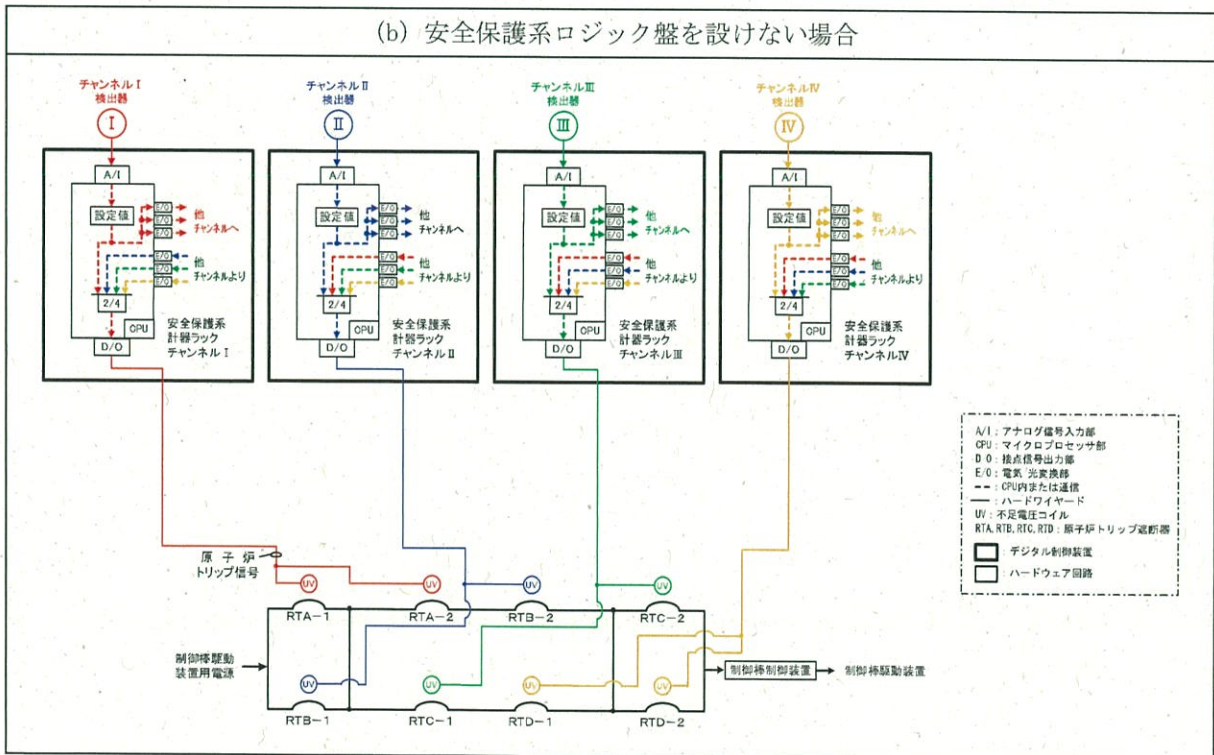 (b) 安全保護系ロジック盤を設けない場合
チャンネルⅠ
検出器
Ⅰ
チャンネルⅡ
検出器
Ⅱ
チャンネルⅢ
検出器
Ⅲ
チャンネルⅣ
検出器
Ⅳ
A/I
設定値
E/O
E/O
E/O
他
チャンネルへ
E/O
E/O
E/O
他
チャンネルより
2/4
CPU
D/O
安全保護系
計器ラック
チャンネルⅠ
A/I
設定値
E/O
E/O
E/O
他
チャンネルへ
E/O
E/O
E/O
他
チャンネルより
2/4
CPU
D/O
安全保護系
計器ラック
チャンネルⅡ
A/I
設定値
E/O
E/O
E/O
他
チャンネルへ
E/O
E/O
E/O
他
チャンネルより
2/4
CPU
D/O
安全保護系
計器ラック
チャンネルⅢ
A/I
設定値
E/O
E/O
E/O
他
チャンネルへ
E/O
E/O
E/O
他
チャンネルより
2/4
CPU
D/O
安全保護系
計器ラック
チャンネルⅣ
A/I：アナログ信号入力部
CPU：マイクロプロセッサ部
D/O：接点信号出力部
E/O：電気/光変換部
：CPU内または通信
：ハードワイヤード
UV：不足電圧コイル
RTA,RTB,RTC,RTD：原子炉トリップ遮断器
：デジタル制御装置
：ハードウェア回路
原子炉
トリップ信号
UV
UV
UV
UV
RTA-1
RTA-2
RTB-2
RTC-2
制御棒駆動
装置用電源
UV
UV
UV
UV
制御棒制御装置
制御棒駆動装置
RTB-1
RTC-1
RTD-1
RTD-2